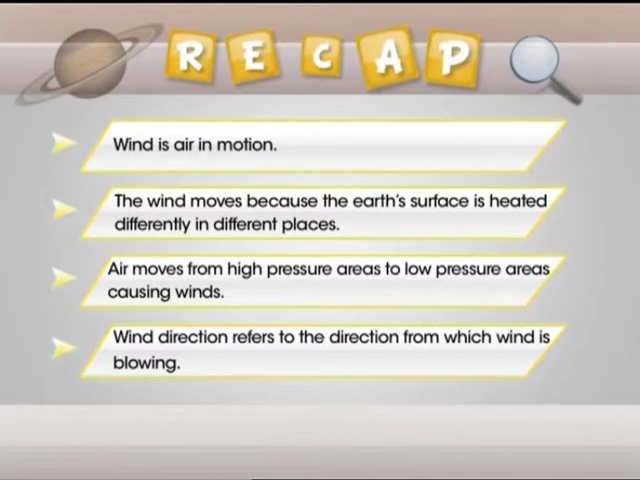 RECAP
Wind is air in motion.
The wind moves because the earth's surface is heated
differently in different places.
Air moves from high pressure areas to low pressure areas
causing winds.
Wind direction refers to the direction from which wind is
blowing.